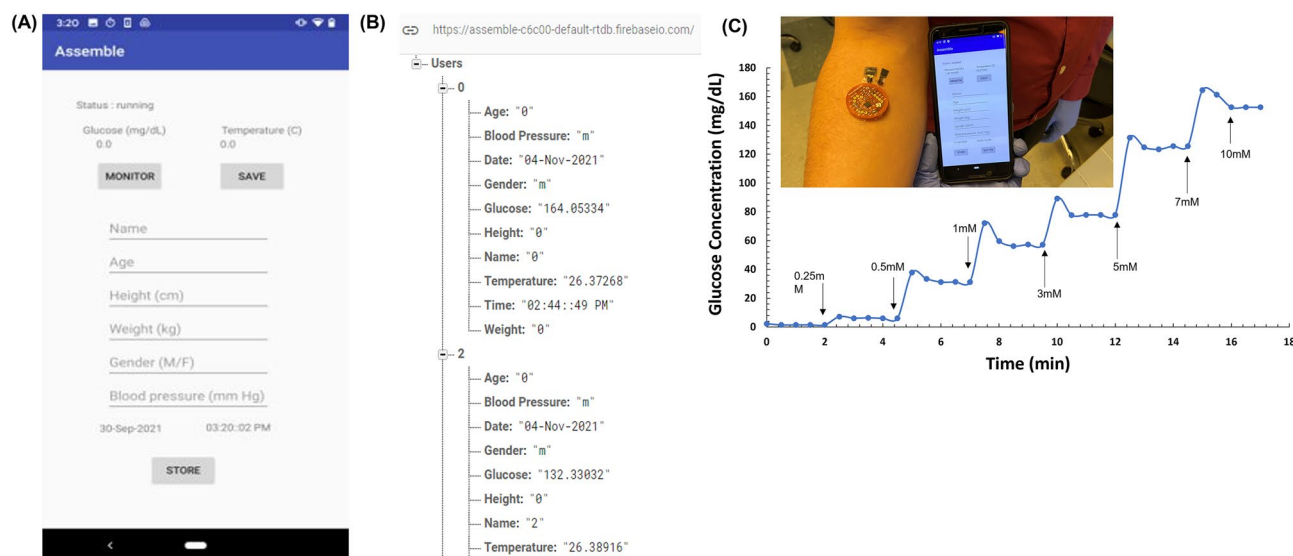 (A)
3:20
Assemble
Status : running
Glucose (mg/dL) Temperature (C)
0.0 0.0
MONITOR SAVE
Name
Age
Height (cm)
Weight (kg)
Gender (M/F)
Blood pressure (mm Hg)
30-Sep-2021 03:20::02 PM
STORE
(B)
https://assemble-c6c00-default-rtdb.firebaseio.com/
Users
0
Age: "0"
Blood Pressure: "m"
Date: "04-Nov-2021"
Gender: "m"
Glucose: "164.05334"
Height: "0"
Name: "0"
Temperature: "26.37268"
Time: "02:44::49 PM"
Weight: "0"
2
Age: "0"
Blood Pressure: "m"
Date: "04-Nov-2021"
Gender: "m"
Glucose: "132.33032"
Height: "0"
Name: "2"
Temperature: "26.38916"
(C)
Glucose Concentration (mg/dL)
180
160
140
120
100
80
60
40
20
0
0.25m
M
0.5mM
1mM
3mM
5mM
7mM
10mM
0 2 4 6 8 10 12 14 16 18
Time (min)